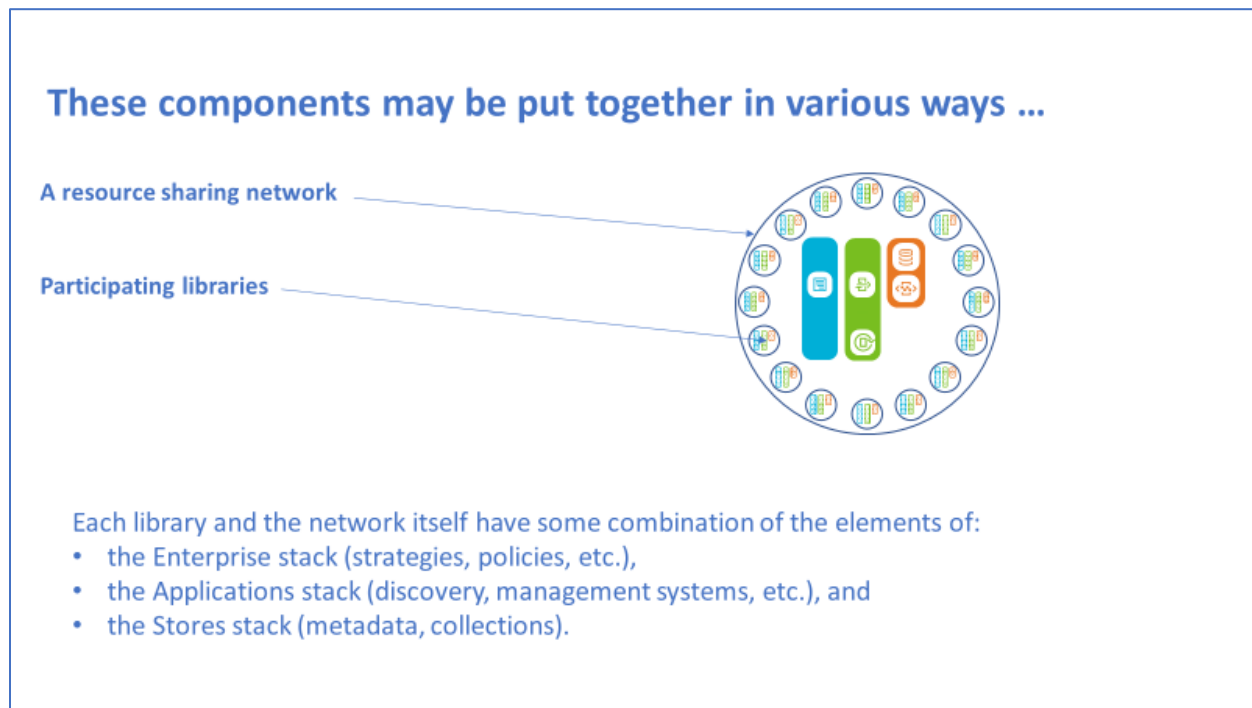 These components may be put together in various ways ...
A resource sharing network
Participating libraries
Each library and the network itself have some combination of the elements of:
• the Enterprise stack (strategies, policies, etc.),
• the Applications stack (discovery, management systems, etc.), and
• the Stores stack (metadata, collections).